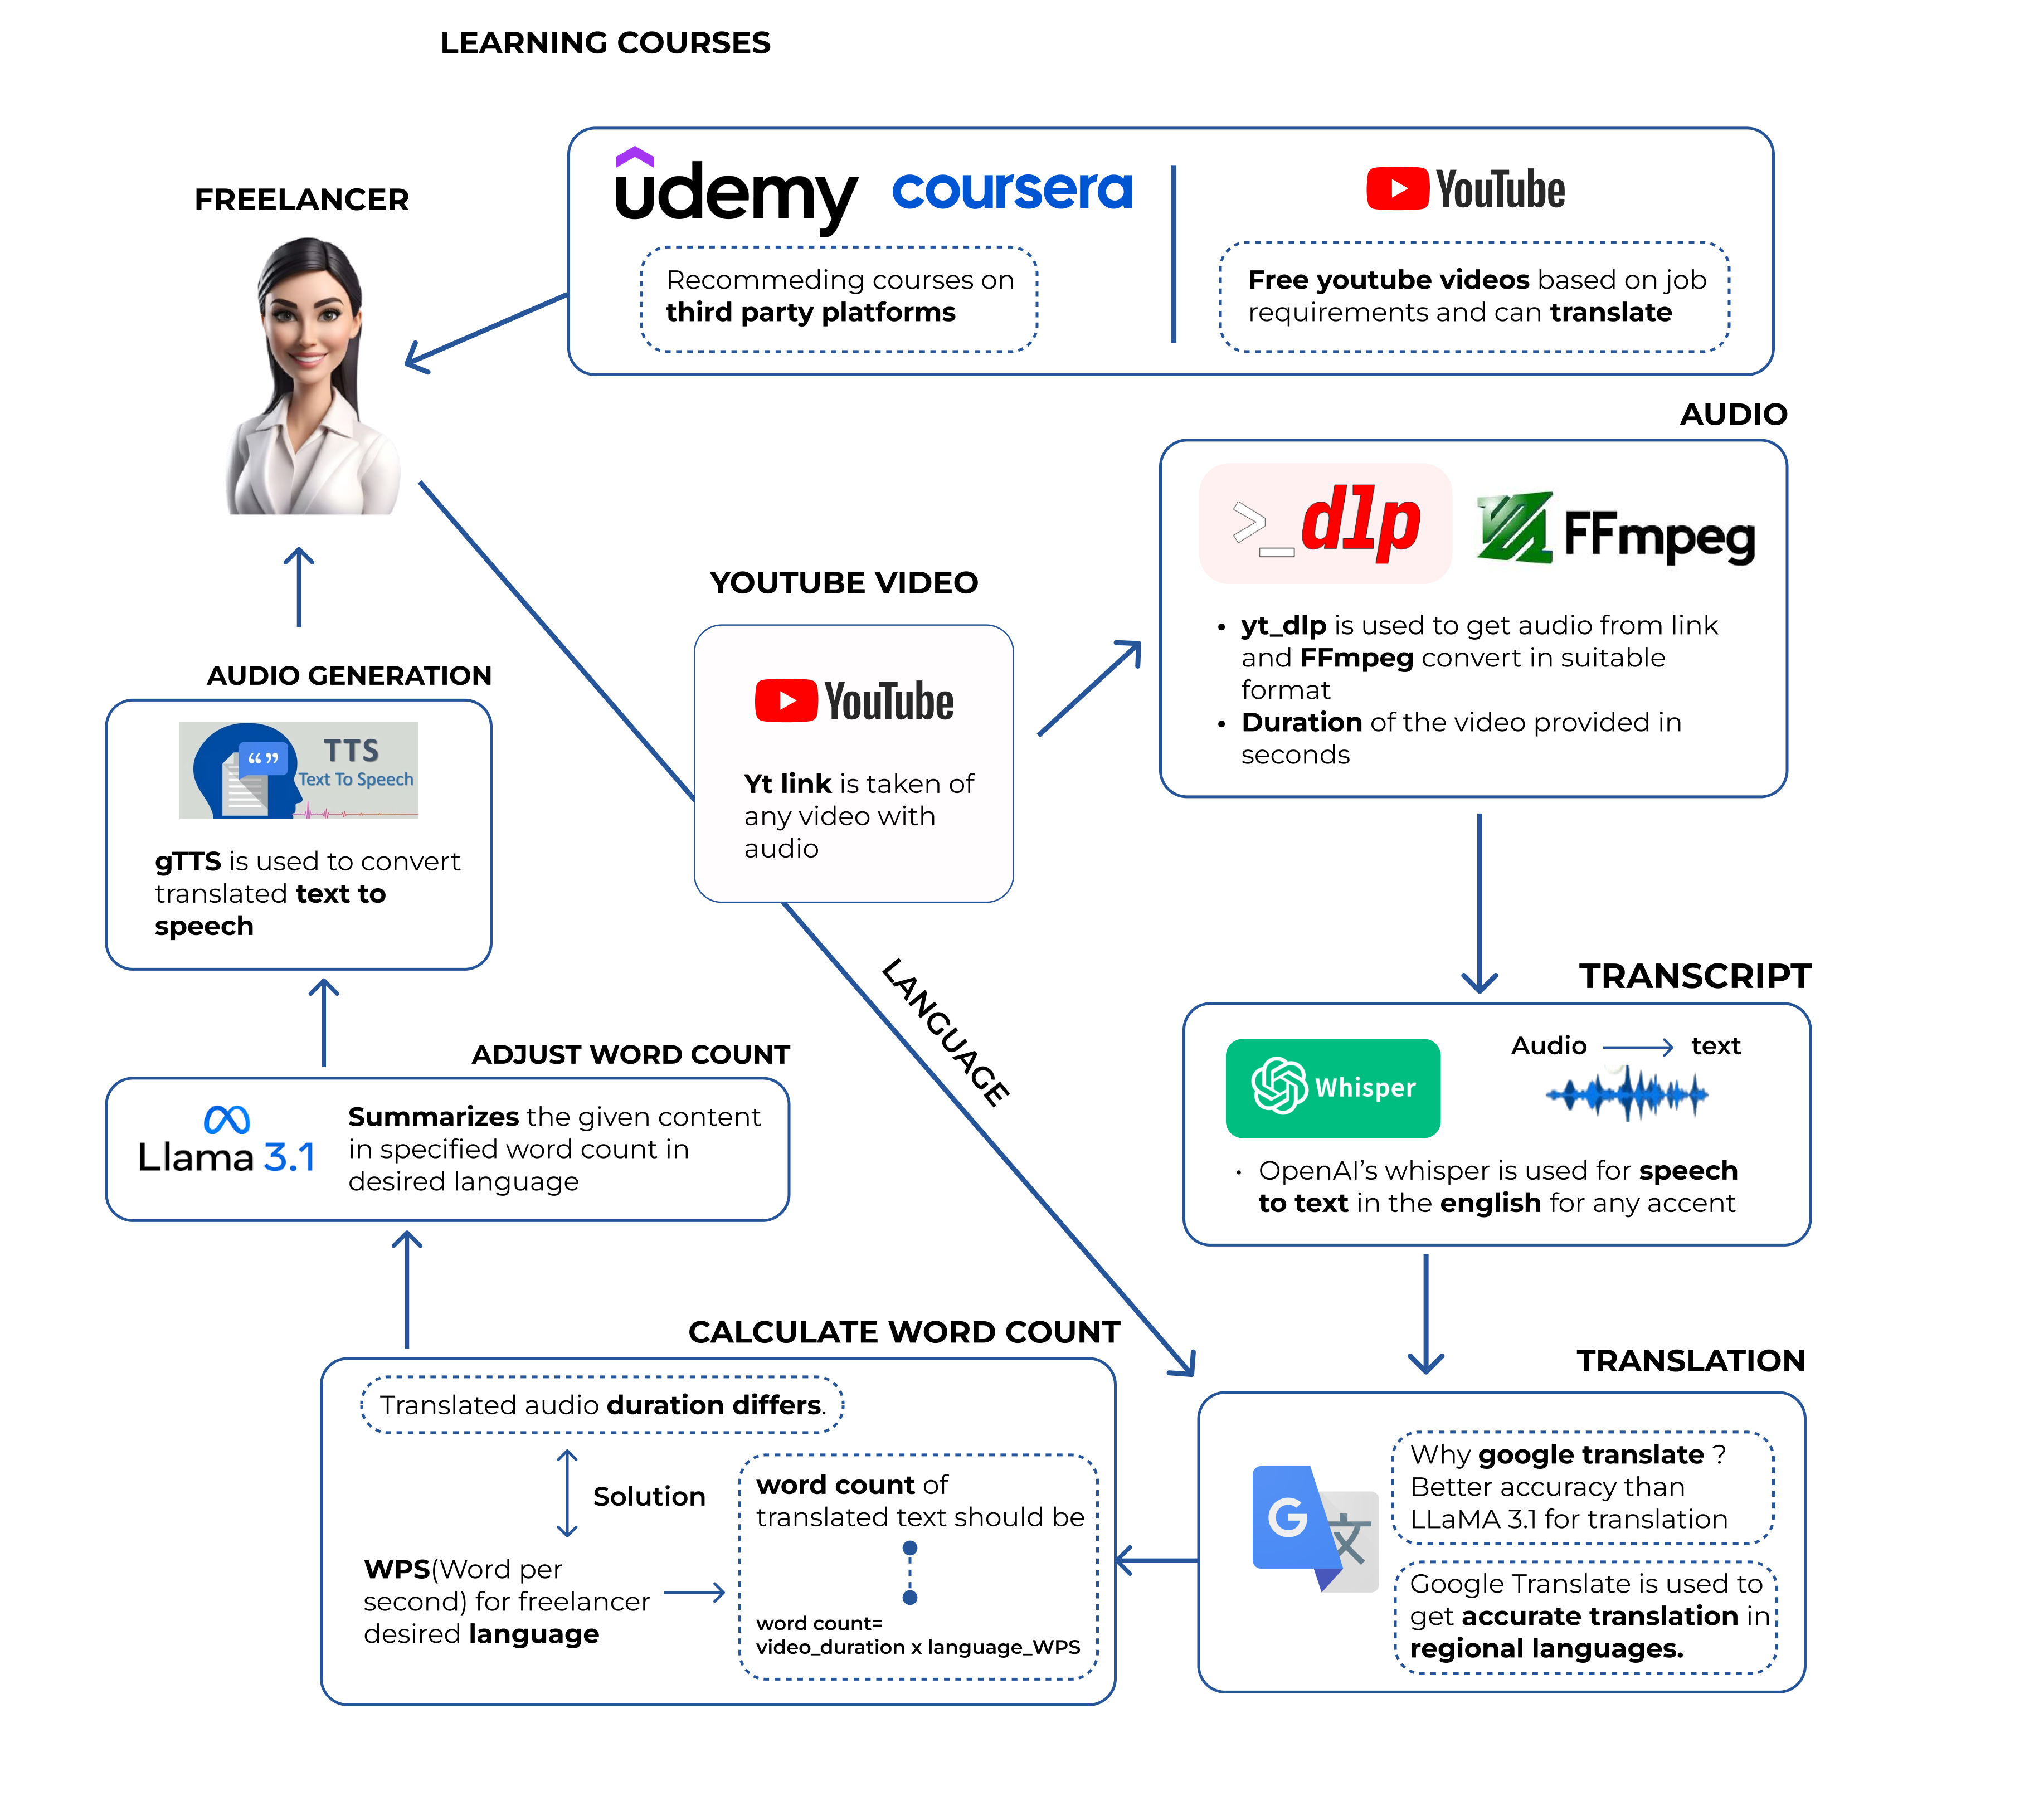 LEARNING COURSES
FREELANCER
udemy coursera
Recommeding courses on
third party platforms
YouTube
Free youtube videos based on job
requirements and can translate
AUDIO
>_dlp
FFmpeg
yt_dlp is used to get audio from link
and FFmpeg convert in suitable
format
Duration of the video provided in
seconds
YOUTUBE VIDEO
YouTube
Yt link is taken of
any video with
audio
AUDIO GENERATION
TTS
Text To Speech
gTTS is used to convert
translated text to
speech
LANGUAGE
TRANSCRIPT
Whisper
Audio text
OpenAI's whisper is used for speech
to text in the english for any accent
ADJUST WORD COUNT
Llama 3.1
Summarizes the given content
in specified word count in
desired language
CALCULATE WORD COUNT
Translated audio duration differs.
Solution
WPS(Word per
second) for freelancer
desired language
word count of
translated text should be
word count=
video_duration x language_WPS
TRANSLATION
G 文
Why google translate ?
Better accuracy than
LLaMA 3.1 for translation
Google Translate is used to
get accurate translation in
regional languages.